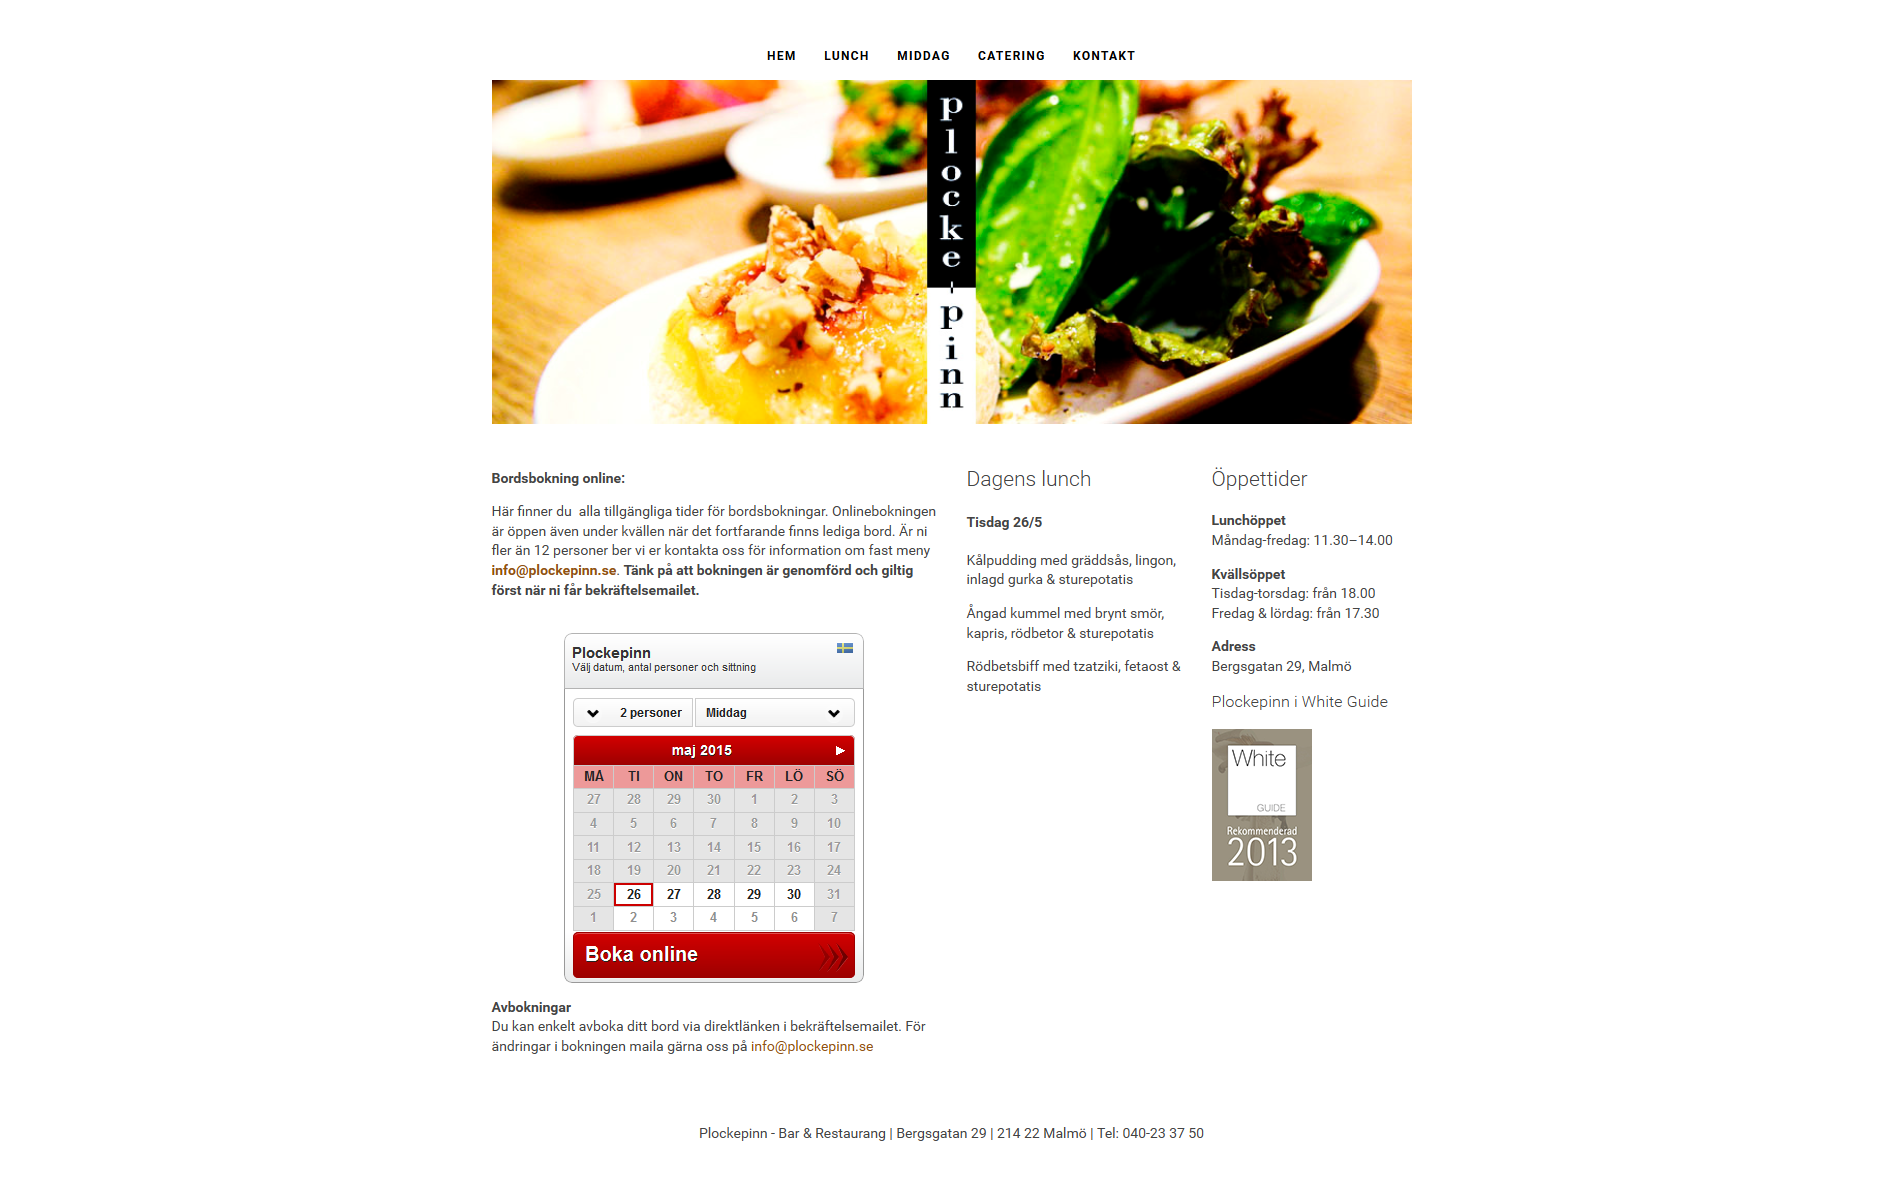 HEM LUNCH MIDDAG CATERING KONTAKT
plocke-pinn
Bordsbokning online:
Här finner du  alla tillgängliga tider för bordsbokningar. Onlinebokningen
är öppen även under kvällen när det fortfarande finns lediga bord. Är ni
fler än 12 personer ber vi er kontakta oss för information om fast meny
info@plockepinn.se. Tänk på att bokningen är genomförd och giltig
först när ni får bekräftelsemailet.
Plockepinn
Välj datum, antal personer och sittning
2 personer Middag
maj 2015
MÅ TI ON TO FR LÖ SÖ
27 28 29 30 1 2 3
4 5 6 7 8 9 10
11 12 13 14 15 16 17
18 19 20 21 22 23 24
25 26 27 28 29 30 31
1 2 3 4 5 6 7
Boka online
Avbokningar
Du kan enkelt avboka ditt bord via direktlänken i bekräftelsemailet. För
ändringar i bokningen maila gärna oss på info@plockepinn.se
Dagens lunch
Tisdag 26/5
Kålpudding med gräddsås, lingon,
inlagd gurka & sturepotatis
Ångad kummel med brynt smör,
kapris, rödbetor & sturepotatis
Rödbetsbiff med tzatziki, fetaost &
sturepotatis
Öppettider
Lunchöppet
Måndag-fredag: 11.30–14.00
Kvällsöppet
Tisdag-torsdag: från 18.00
Fredag & lördag: från 17.30
Adress
Bergsgatan 29, Malmö
Plockepinn i White Guide
White
GUIDE
Rekommenderad
2013
Plockepinn - Bar & Restaurang | Bergsgatan 29 | 214 22 Malmö | Tel: 040-23 37 50